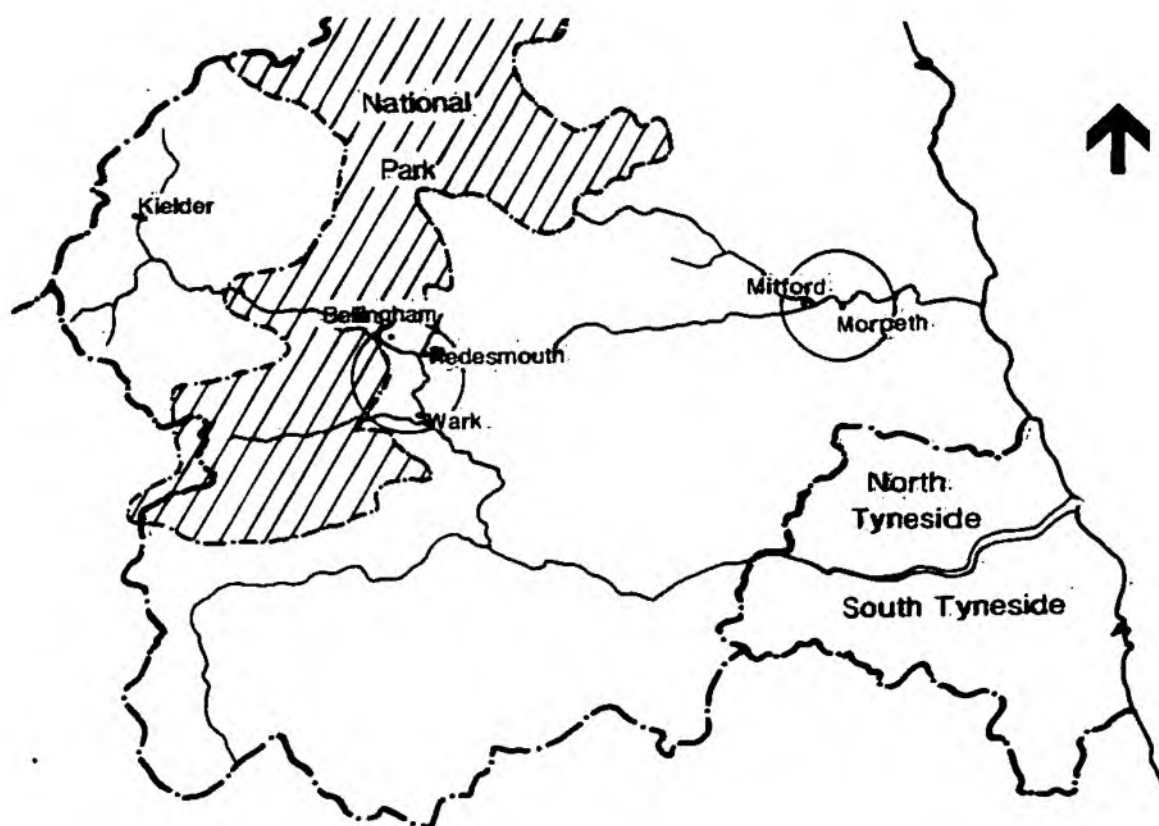 National
Park
Kielder
Mitford
Morpeth
Bellingham
Redesmouth
Wark
North
Tyneside
South Tyneside